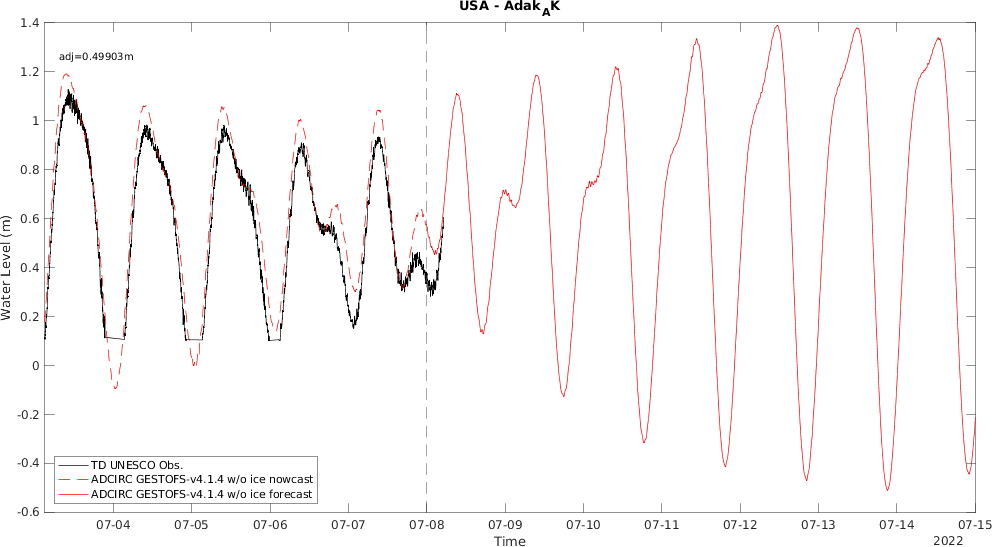 USA - Adak_AK
adj=0.49903m
Water Level (m)
1.4
1.2
1
0.8
0.6
0.4
0.2
0
-0.2
-0.4
-0.6
TD UNESCO Obs.
ADCIRC GESTOFS-v4.1.4 w/o ice nowcast
ADCIRC GESTOFS-v4.1.4 w/o ice forecast
07-04 07-05 07-06 07-07 07-08 07-09 07-10 07-11 07-12 07-13 07-14 07-15
Time
2022